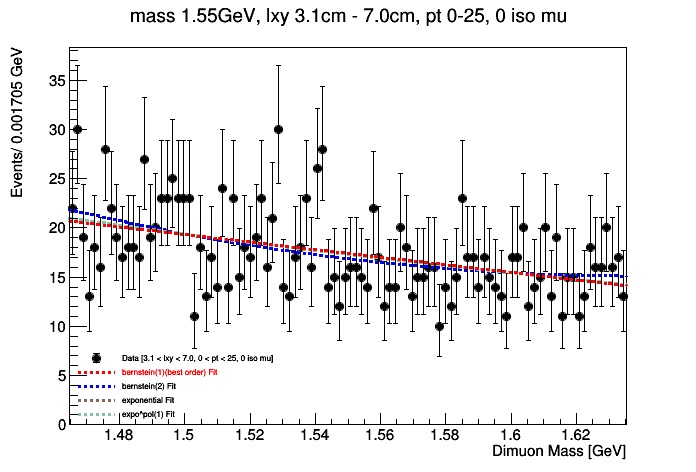 mass 1.55GeV, lxy 3.1cm - 7.0cm, pt 0-25, 0 iso mu
Events/ 0.001705 GeV
35
30
25
20
15
10
5
0
Data [3.1 < lxy < 7.0, 0 < pt < 25, 0 iso mu]
bernstein(1)(best order) Fit
bernstein(2) Fit
exponential Fit
expo*pol(1) Fit
1.48 1.5 1.52 1.54 1.56 1.58 1.6 1.62
Dimuon Mass [GeV]